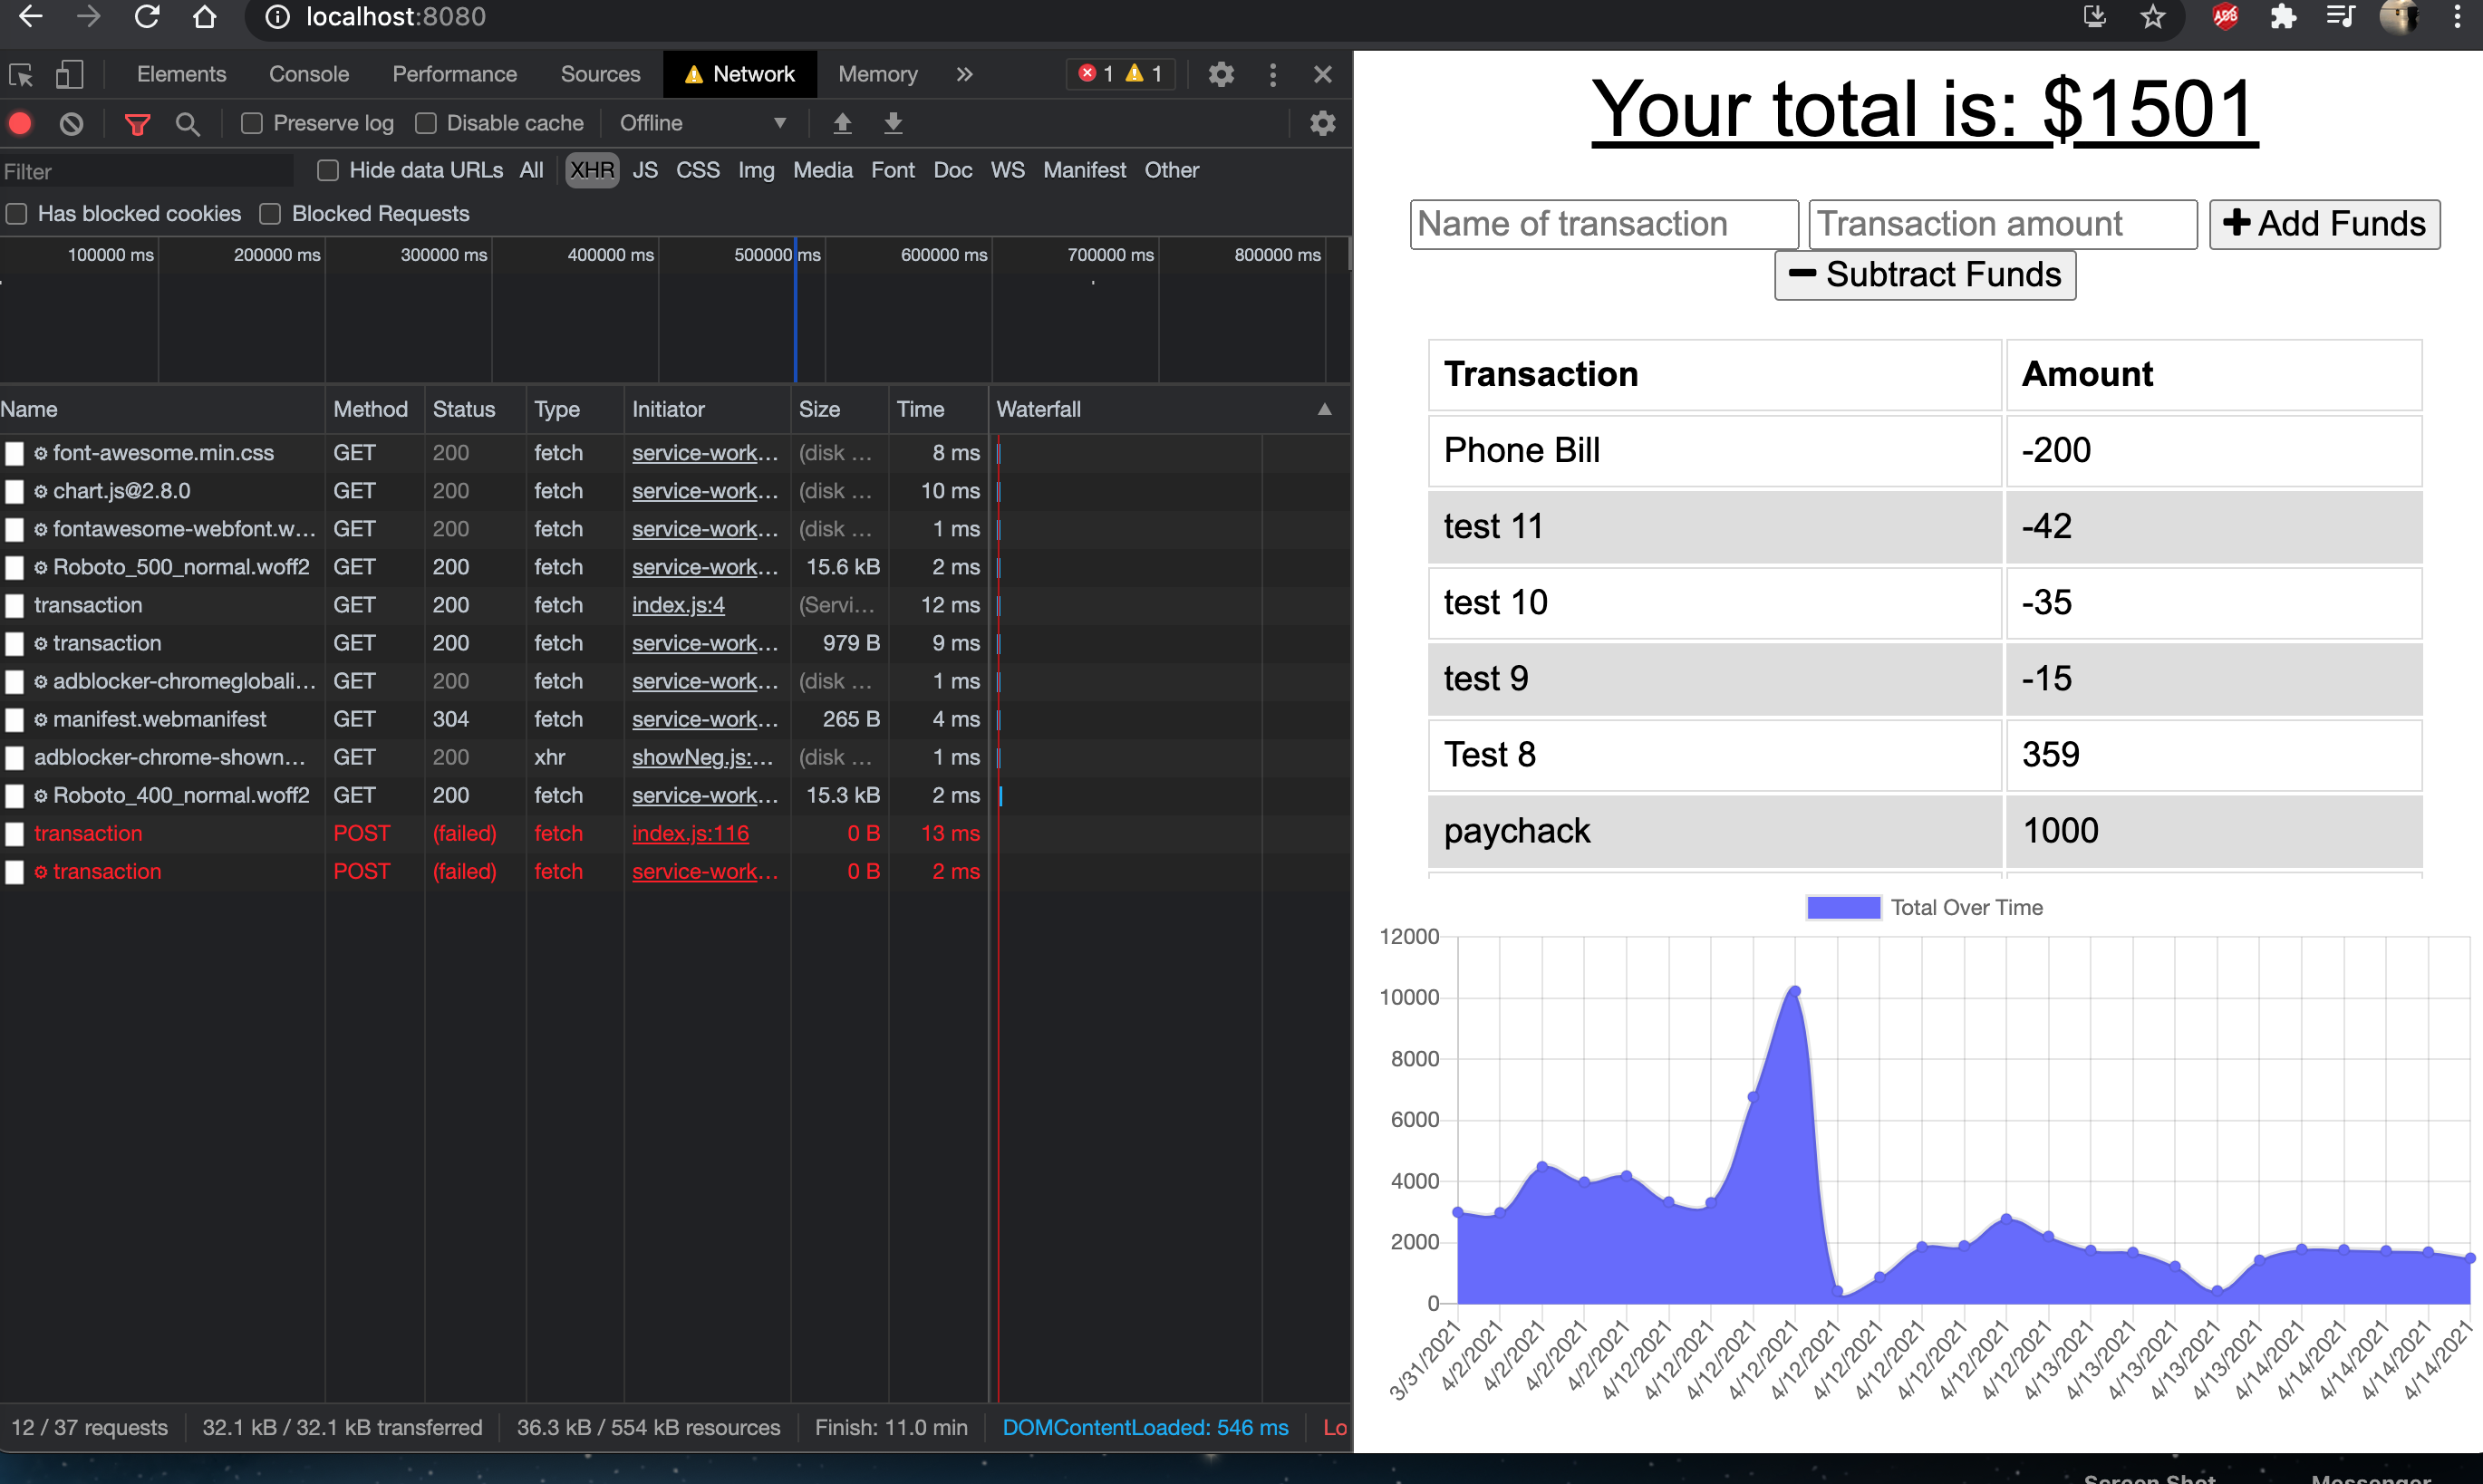 localhost:8080
Elements Console Performance Sources Network Memory » 1 1
Preserve log Disable cache Offline
Filter Hide data URLs All XHR JS CSS Img Media Font Doc WS Manifest Other
Has blocked cookies Blocked Requests
100000 ms 200000 ms 300000 ms 400000 ms 500000 ms 600000 ms 700000 ms 800000 ms
Name Method Status Type Initiator Size Time Waterfall
font-awesome.min.css GET 200 fetch service-work... (disk ... 8 ms
chart.js@2.8.0 GET 200 fetch service-work... (disk ... 10 ms
fontawesome-webfont.w... GET 200 fetch service-work... (disk ... 1 ms
Roboto_500_normal.woff2 GET 200 fetch service-work... 15.6 kB 2 ms
transaction GET 200 fetch index.js:4 (Servi... 12 ms
transaction GET 200 fetch service-work... 979 B 9 ms
adblocker-chromeglobali... GET 200 fetch service-work... (disk ... 1 ms
manifest.webmanifest GET 304 fetch service-work... 265 B 4 ms
adblocker-chrome-shown... GET 200 xhr showNeg.js:... (disk ... 1 ms
Roboto_400_normal.woff2 GET 200 fetch service-work... 15.3 kB 2 ms
transaction POST (failed) fetch index.js:116 0 B 13 ms
transaction POST (failed) fetch service-work... 0 B 2 ms
12 / 37 requests 32.1 kB / 32.1 kB transferred 36.3 kB / 554 kB resources Finish: 11.0 min DOMContentLoaded: 546 ms Lo
Your total is: $1501
Name of transaction Transaction amount Add Funds
Subtract Funds
Transaction Amount
Phone Bill -200
test 11 -42
test 10 -35
test 9 -15
Test 8 359
paychack 1000
Total Over Time
12000
10000
8000
6000
4000
2000
0
3/31/2021 4/2/2021 4/2/2021 4/2/2021 4/2/2021 4/12/2021 4/12/2021 4/12/2021 4/12/2021 4/12/2021 4/12/2021 4/12/2021 4/12/2021 4/12/2021 4/12/2021 4/13/2021 4/13/2021 4/13/2021 4/13/2021 4/13/2021 4/14/2021 4/14/2021 4/14/2021 4/14/2021 4/14/2021
Screen Shot Messenger